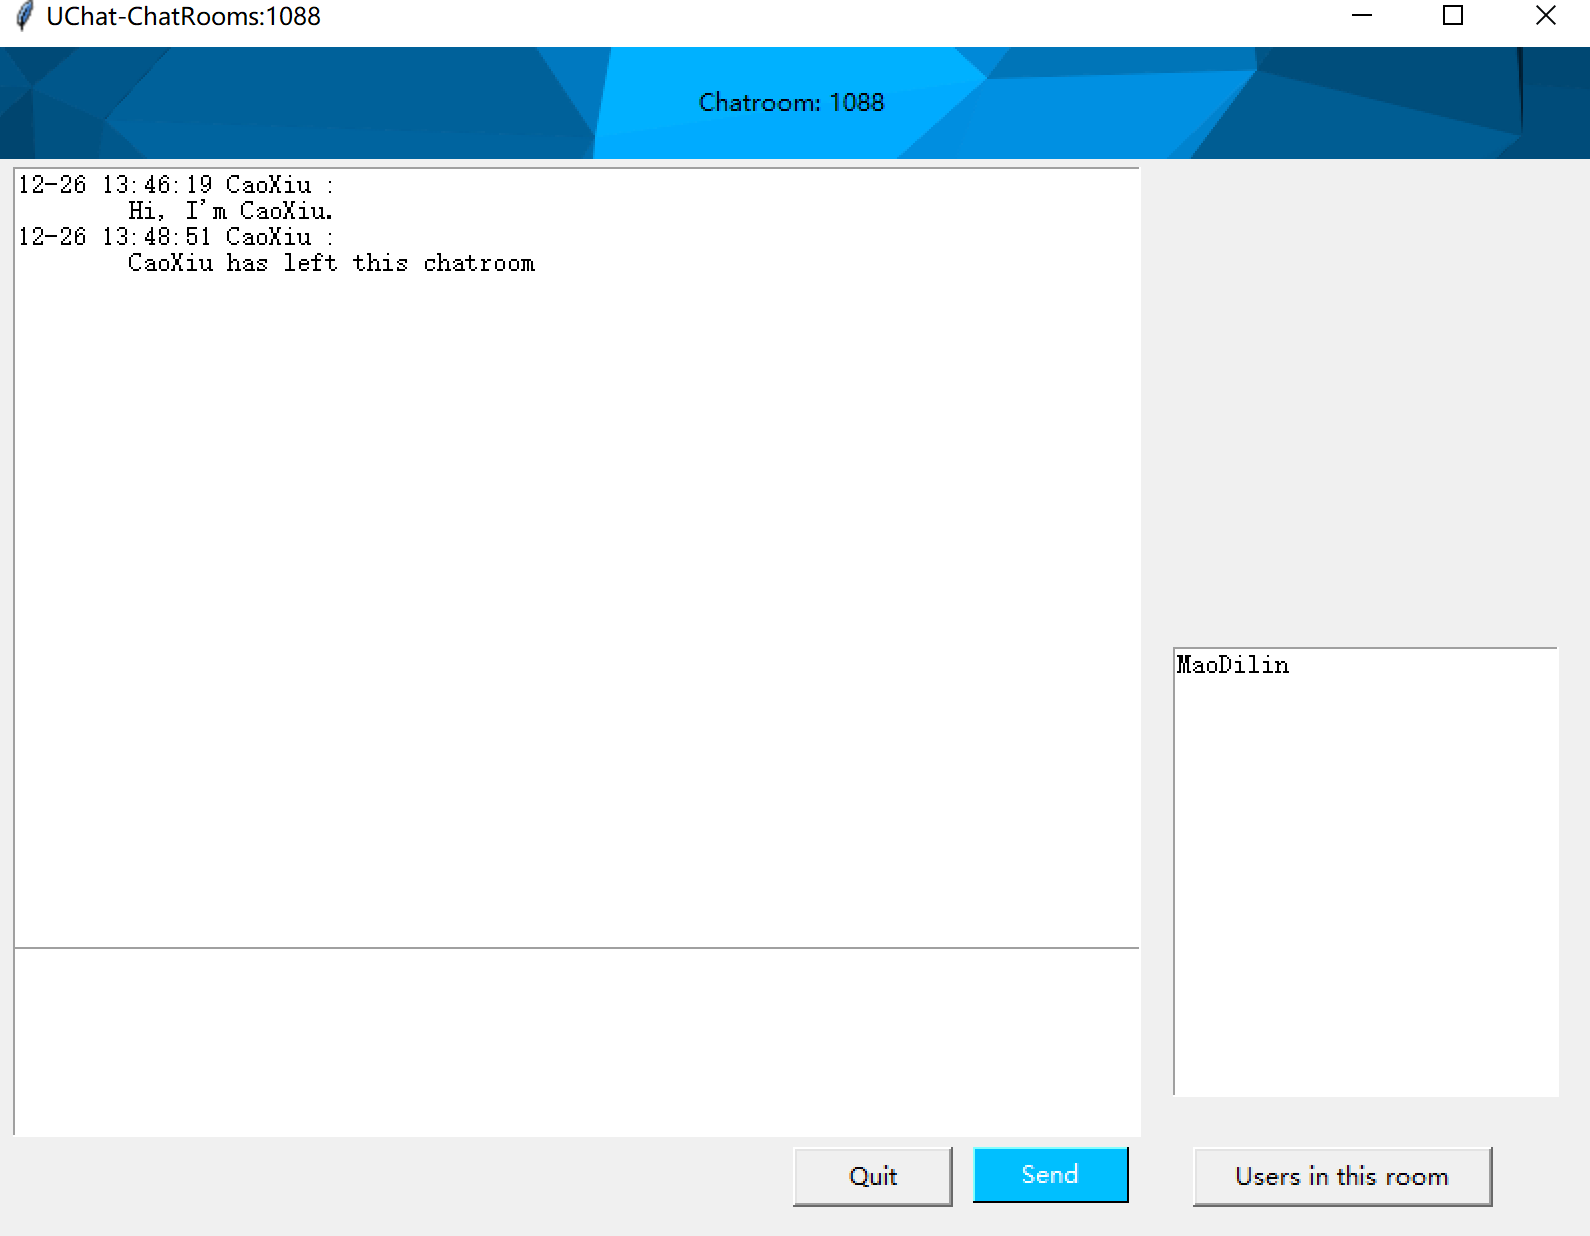 UChat-ChatRooms:1088
Chatroom: 1088
12-26 13:46:19 CaoXiu :
Hi, I'm CaoXiu.
12-26 13:48:51 CaoXiu :
CaoXiu has left this chatroom
MaoDilin
Quit
Send
Users in this room